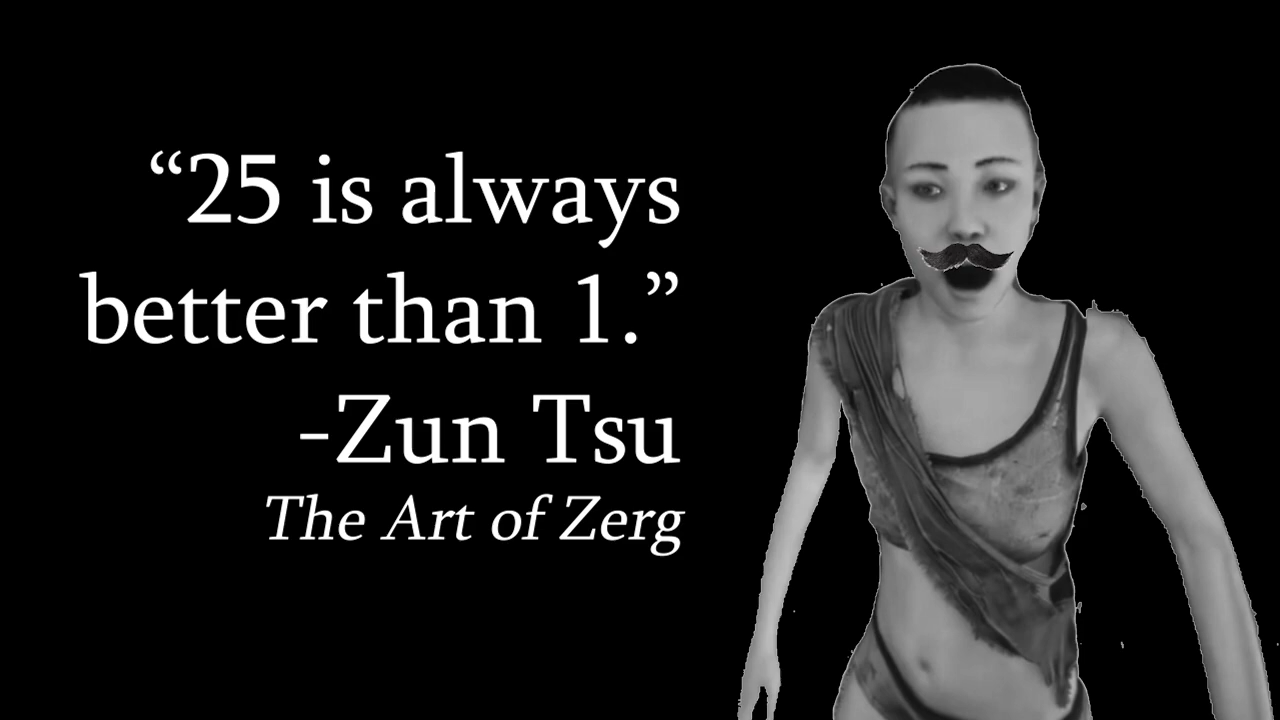 “25 is always
better than 1.”
-Zun Tsu
The Art of Zerg